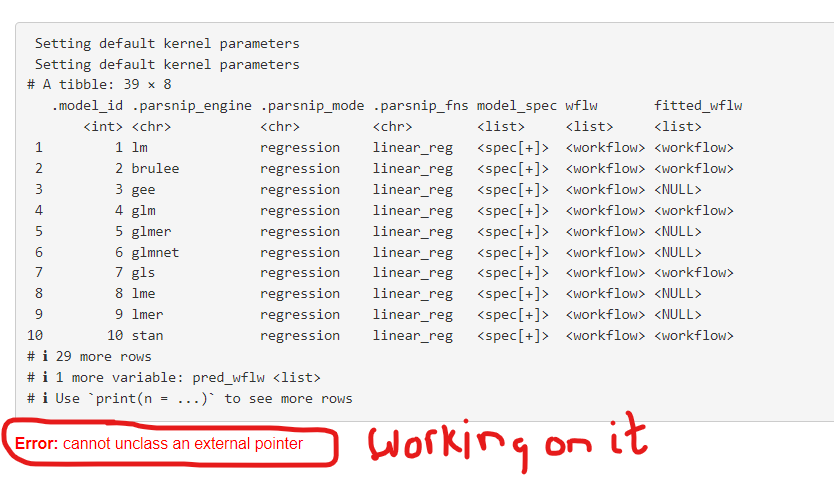 Setting default kernel parameters
Setting default kernel parameters
# A tibble: 39 × 8
.model_id .parsnip_engine .parsnip_mode .parsnip_fns model_spec wflw fitted_wflw
<int> <chr> <chr> <chr> <list> <list> <list>
1 1 lm regression linear_reg <spec[+]> <workflow> <workflow>
2 2 brulee regression linear_reg <spec[+]> <workflow> <workflow>
3 3 gee regression linear_reg <spec[+]> <workflow> <NULL>
4 4 glm regression linear_reg <spec[+]> <workflow> <workflow>
5 5 glmer regression linear_reg <spec[+]> <workflow> <NULL>
6 6 glmnet regression linear_reg <spec[+]> <workflow> <NULL>
7 7 gls regression linear_reg <spec[+]> <workflow> <workflow>
8 8 lme regression linear_reg <spec[+]> <workflow> <NULL>
9 9 lmer regression linear_reg <spec[+]> <workflow> <NULL>
10 10 stan regression linear_reg <spec[+]> <workflow> <workflow>
# ℹ 29 more rows
# ℹ 1 more variable: pred_wflw <list>
# ℹ Use `print(n = ...)` to see more rows
Error: cannot unclass an external pointer working on it